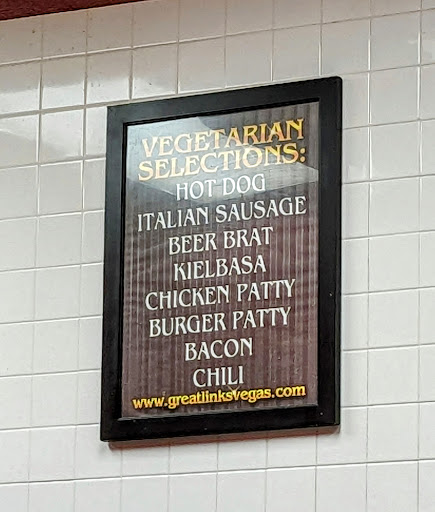 VEGETARIAN
SELECTIONS:
HOT DOG
ITALIAN SAUSAGE
BEER BRAT
KIELBASA
CHICKEN PATTY
BURGER PATTY
BACON
CHILI
www.greatlinksvegas.com